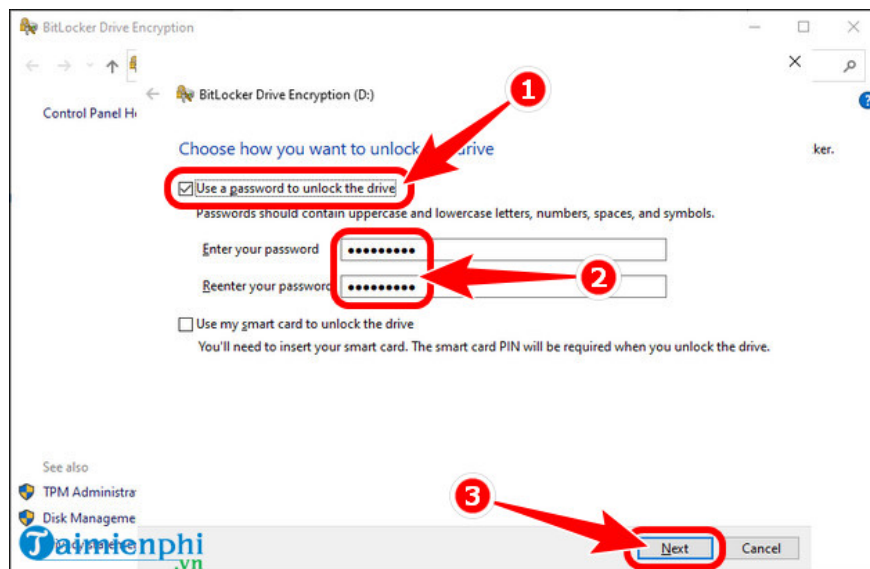 BitLocker Drive Encryption
BitLocker Drive Encryption (D:)
Control Panel H
Choose how you want to unlock drive
ker.
Use a password to unlock the drive
Passwords should contain uppercase and lowercase letters, numbers, spaces, and symbols.
Enter your password
Reenter your password
Use my smart card to unlock the drive
You'll need to insert your smart card. The smart card PIN will be required when you unlock the drive.
See also
TPM Administra
Disk Manageme
Taimienphi
.vn
Next
Cancel
1
2
3